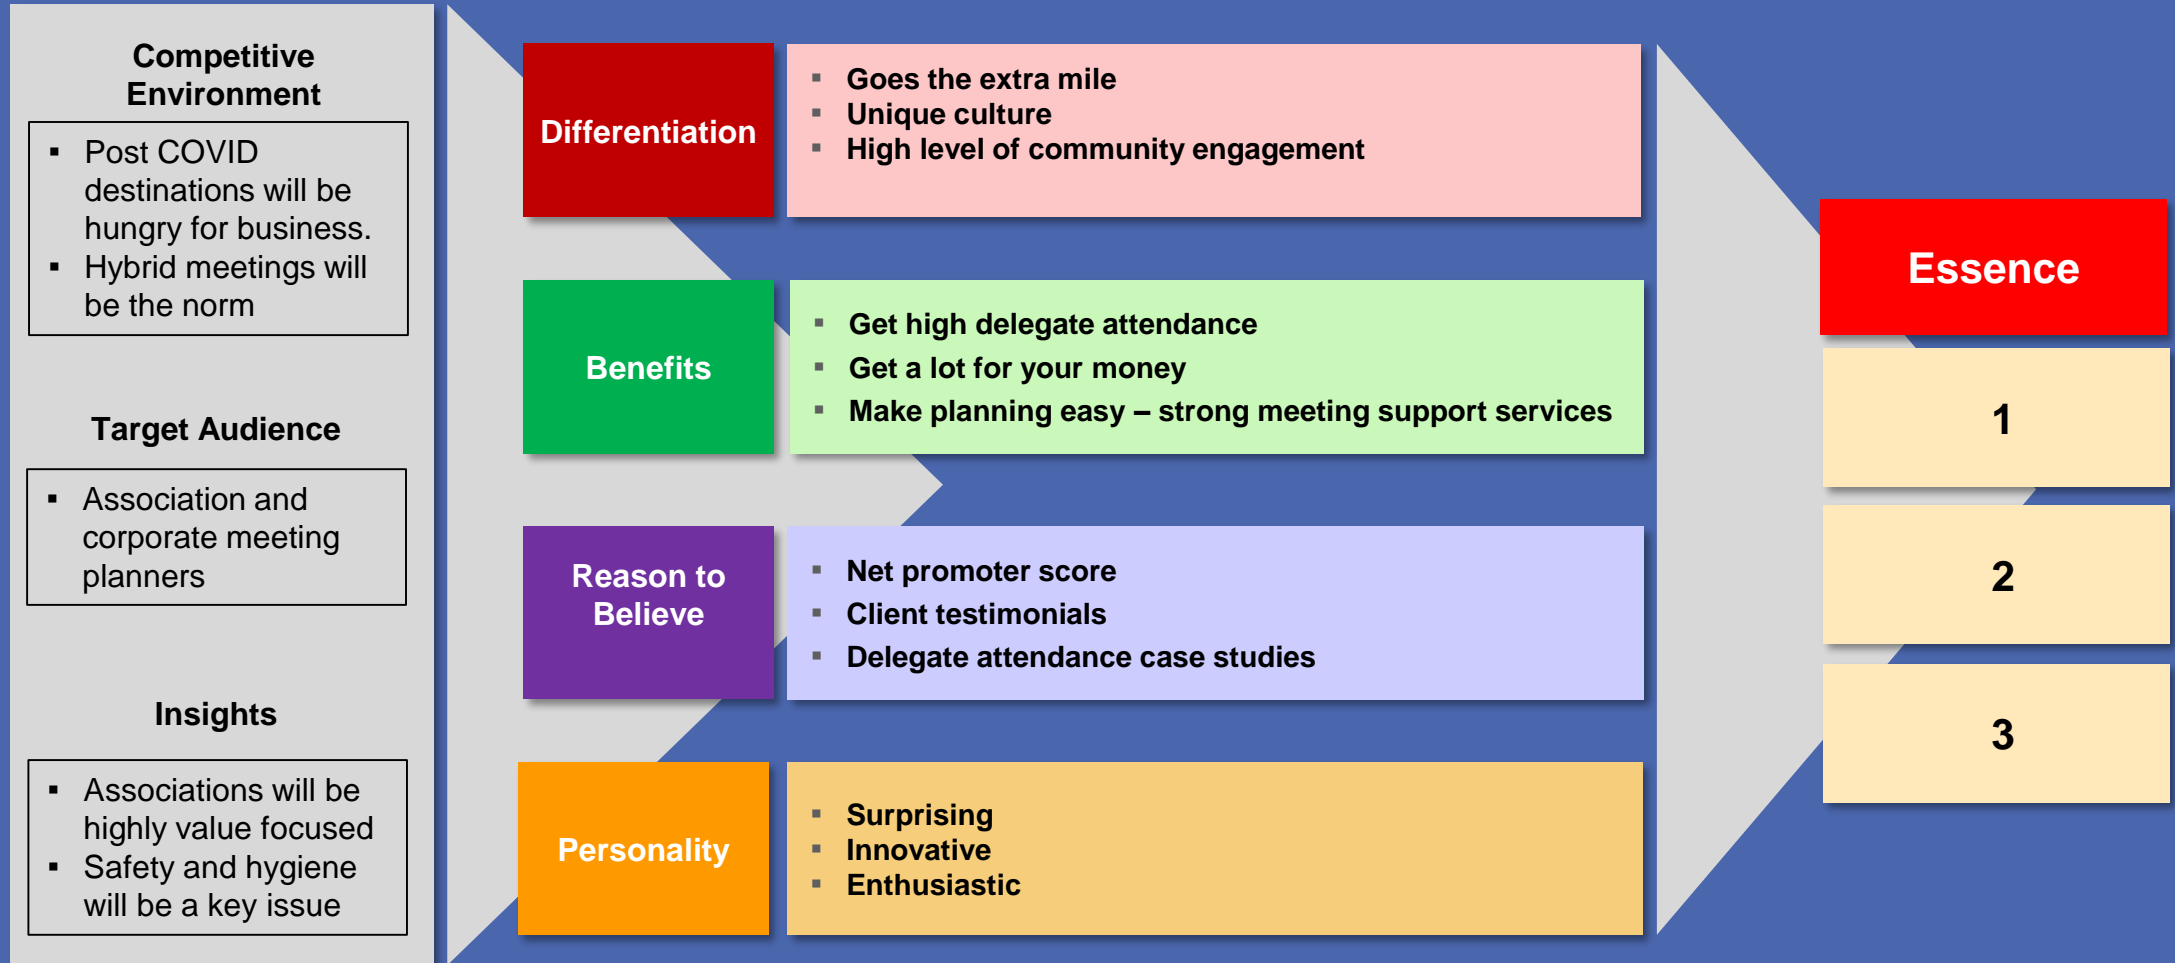 Competitive
Environment
▪ Post COVID
destinations will be
hungry for business.
▪ Hybrid meetings will
be the norm
Target Audience
▪ Association and
corporate meeting
planners
Insights
▪ Associations will be
highly value focused
▪ Safety and hygiene
will be a key issue
Differentiation
▪ Goes the extra mile
▪ Unique culture
▪ High level of community engagement
Benefits
▪ Get high delegate attendance
▪ Get a lot for your money
▪ Make planning easy – strong meeting support services
Reason to
Believe
▪ Net promoter score
▪ Client testimonials
▪ Delegate attendance case studies
Personality
▪ Surprising
▪ Innovative
▪ Enthusiastic
Essence
1
2
3